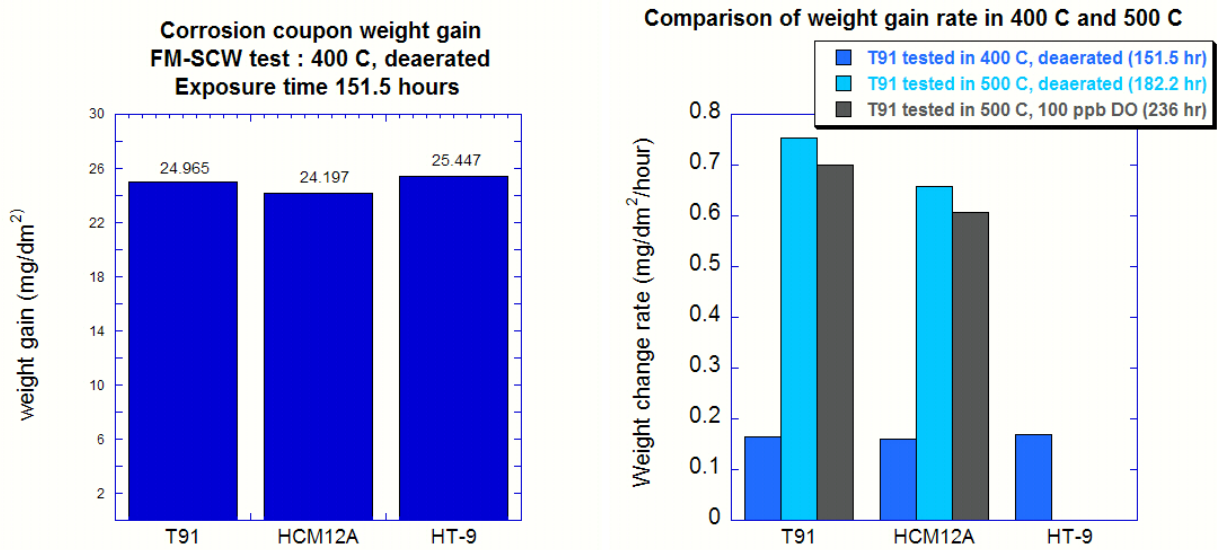 Corrosion coupon weight gain
FM-SCW test : 400 C, deaerated
Exposure time 151.5 hours
weight gain (mg/dm²)
30
26
22
18
14
10
6
2
24.965
24.197
25.447
T91
HCM12A
HT-9
Comparison of weight gain rate in 400 C and 500 C
T91 tested in 400 C, deaerated (151.5 hr)
T91 tested in 500 C, deaerated (182.2 hr)
T91 tested in 500 C, 100 ppb DO (236 hr)
Weight change rate (mg/dm²/hour)
0.8
0.7
0.6
0.5
0.4
0.3
0.2
0.1
0
T91
HCM12A
HT-9